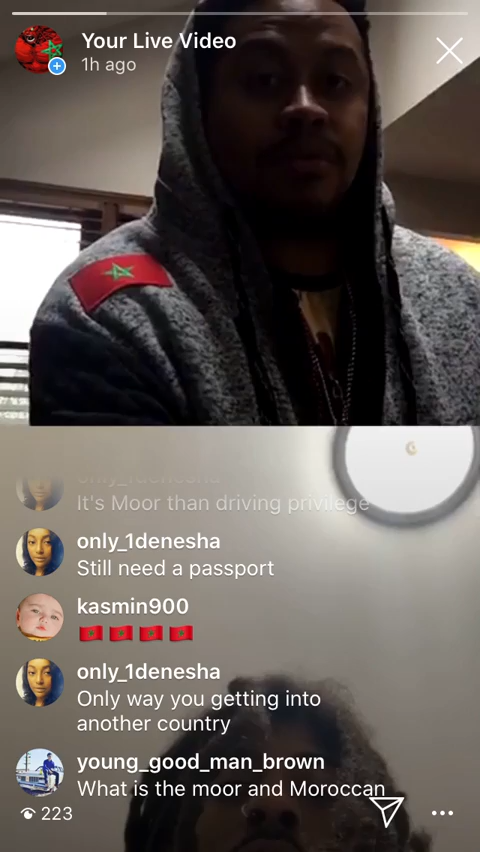 Your Live Video
1h ago
only_1denesha
It's Moor than driving privilege
only_1denesha
Still need a passport
kasmin900
🇲🇦 🇲🇦 🇲🇦 🇲🇦
only_1denesha
Only way you getting into
another country
young_good_man_brown
What is the moor and Moroccan
223